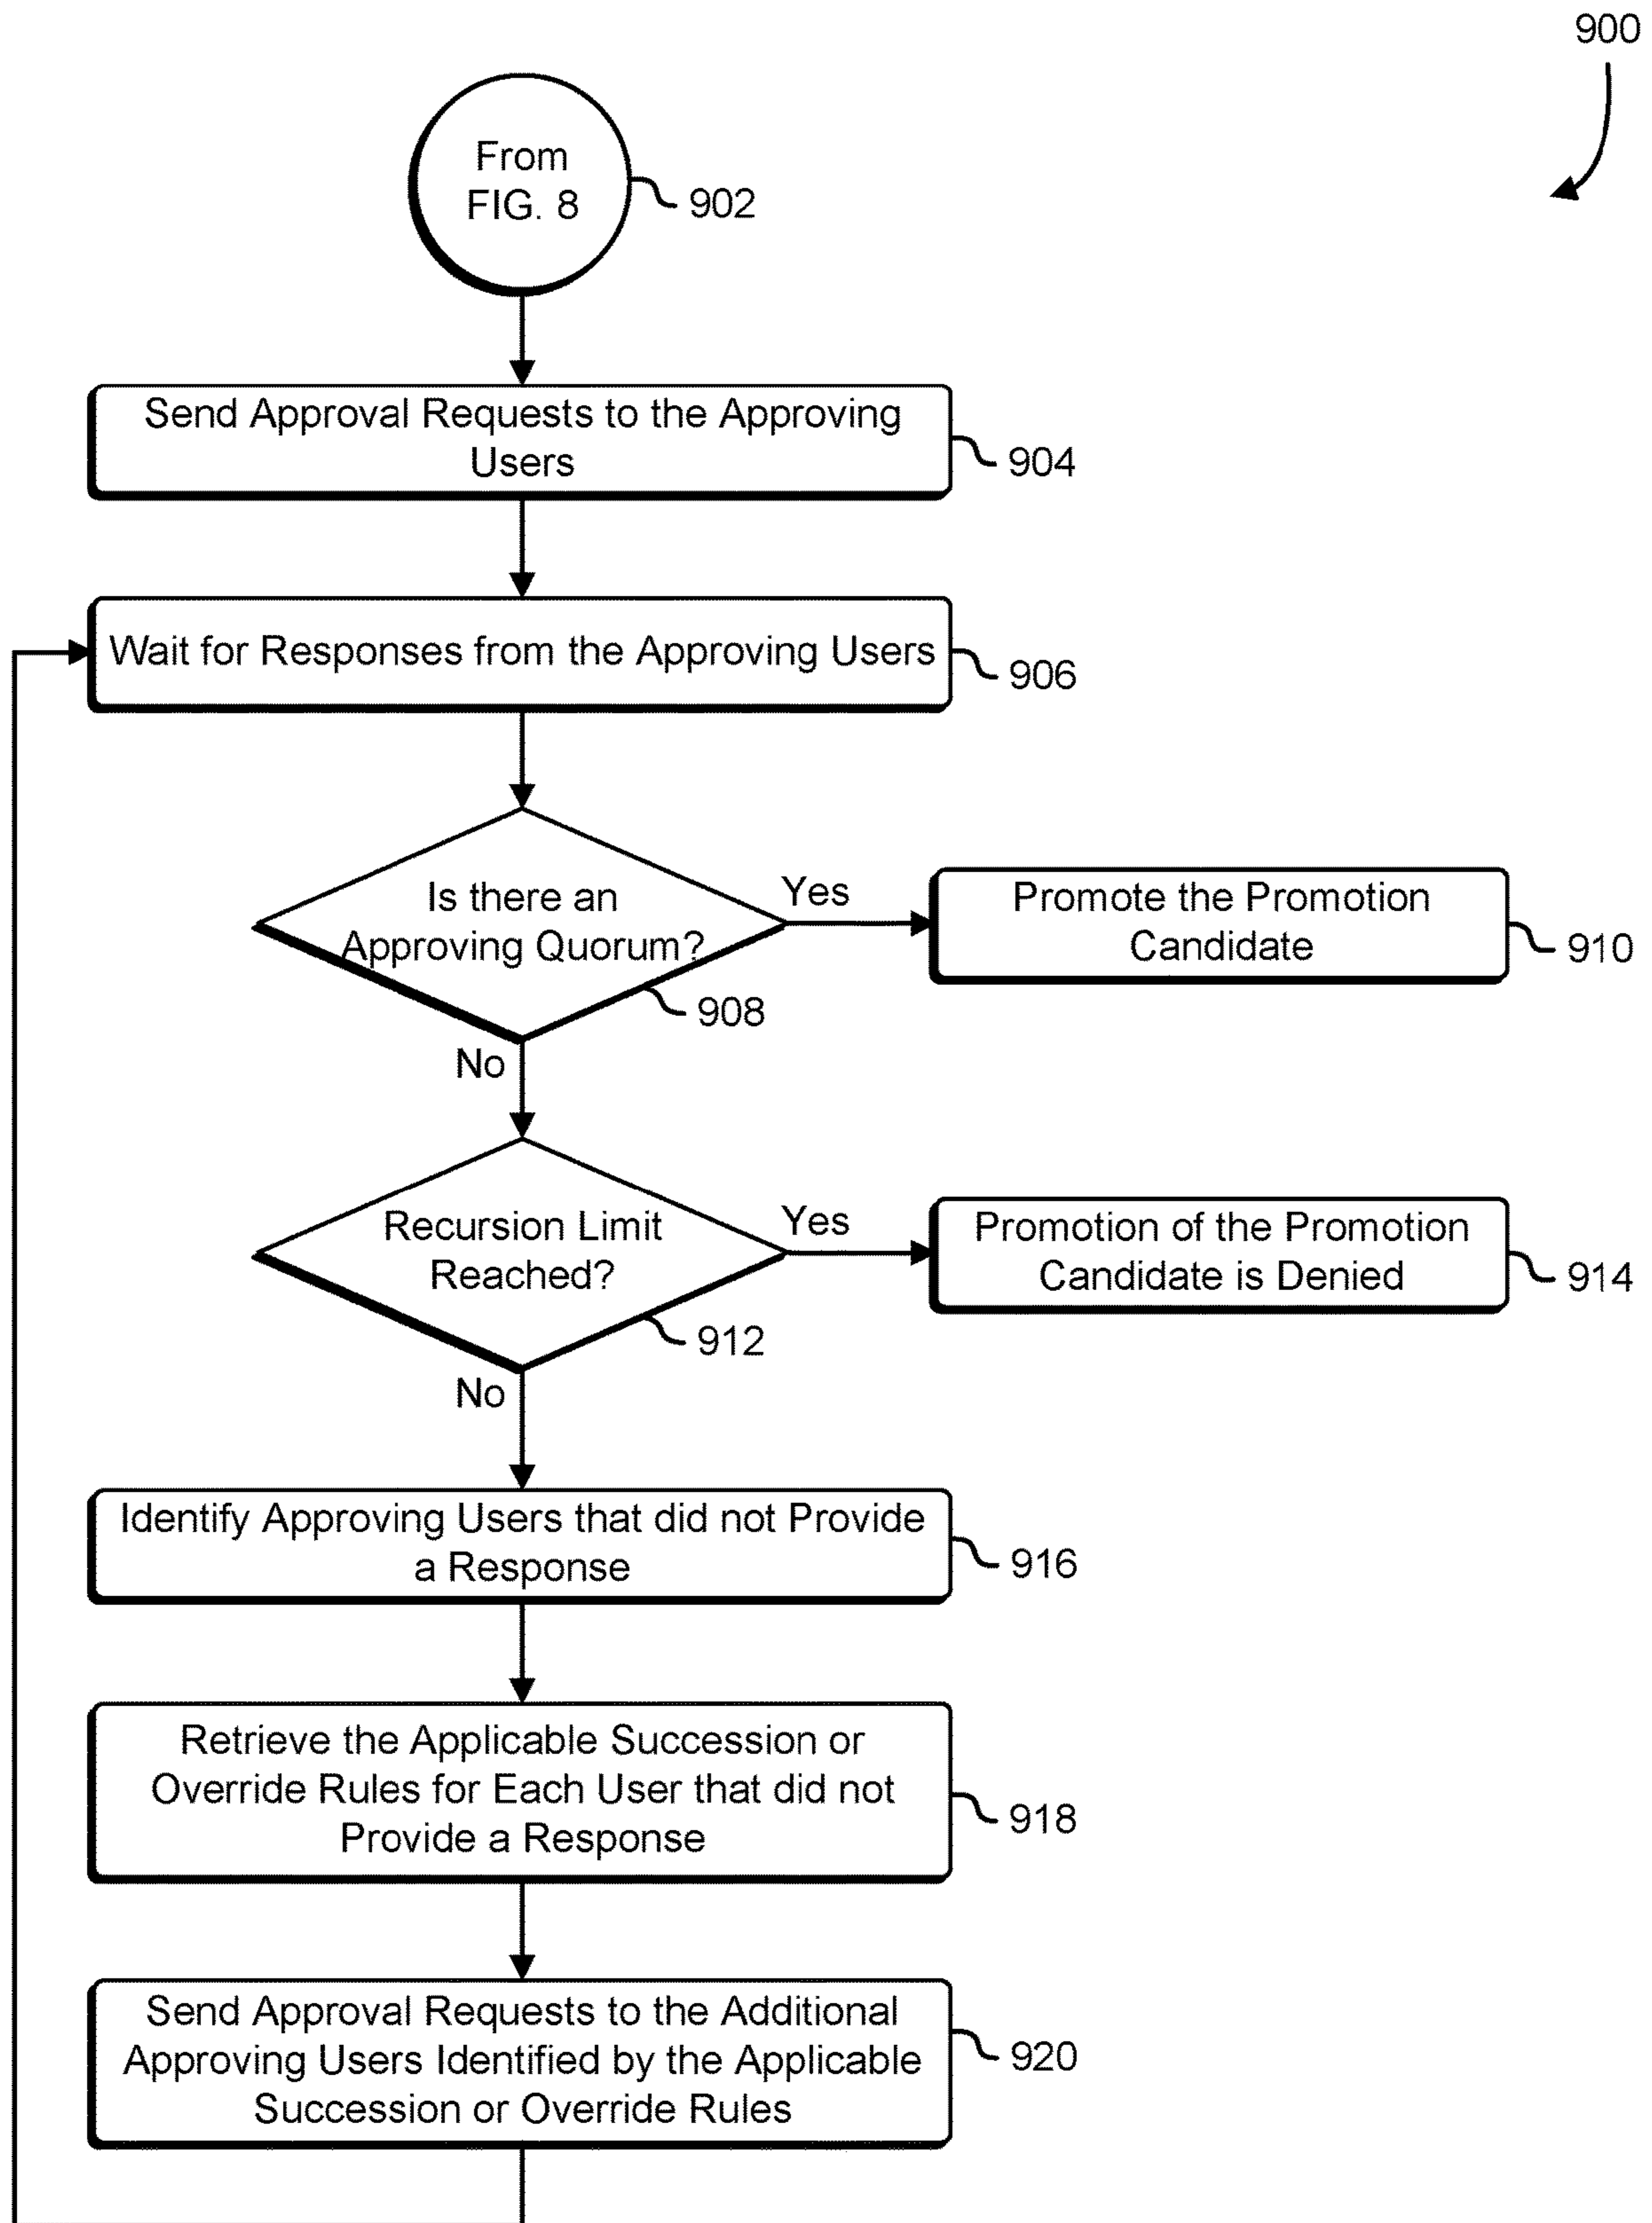 900
From
FIG. 8
902
Send Approval Requests to the Approving
Users
904
Wait for Responses from the Approving Users
906
Is there an
Approving Quorum?
908
Yes
Promote the Promotion
Candidate
910
No
Recursion Limit
Reached?
912
Yes
Promotion of the Promotion
Candidate is Denied
914
No
Identify Approving Users that did not Provide
a Response
916
Retrieve the Applicable Succession or
Override Rules for Each User that did not
Provide a Response
918
Send Approval Requests to the Additional
Approving Users Identified by the Applicable
Succession or Override Rules
920